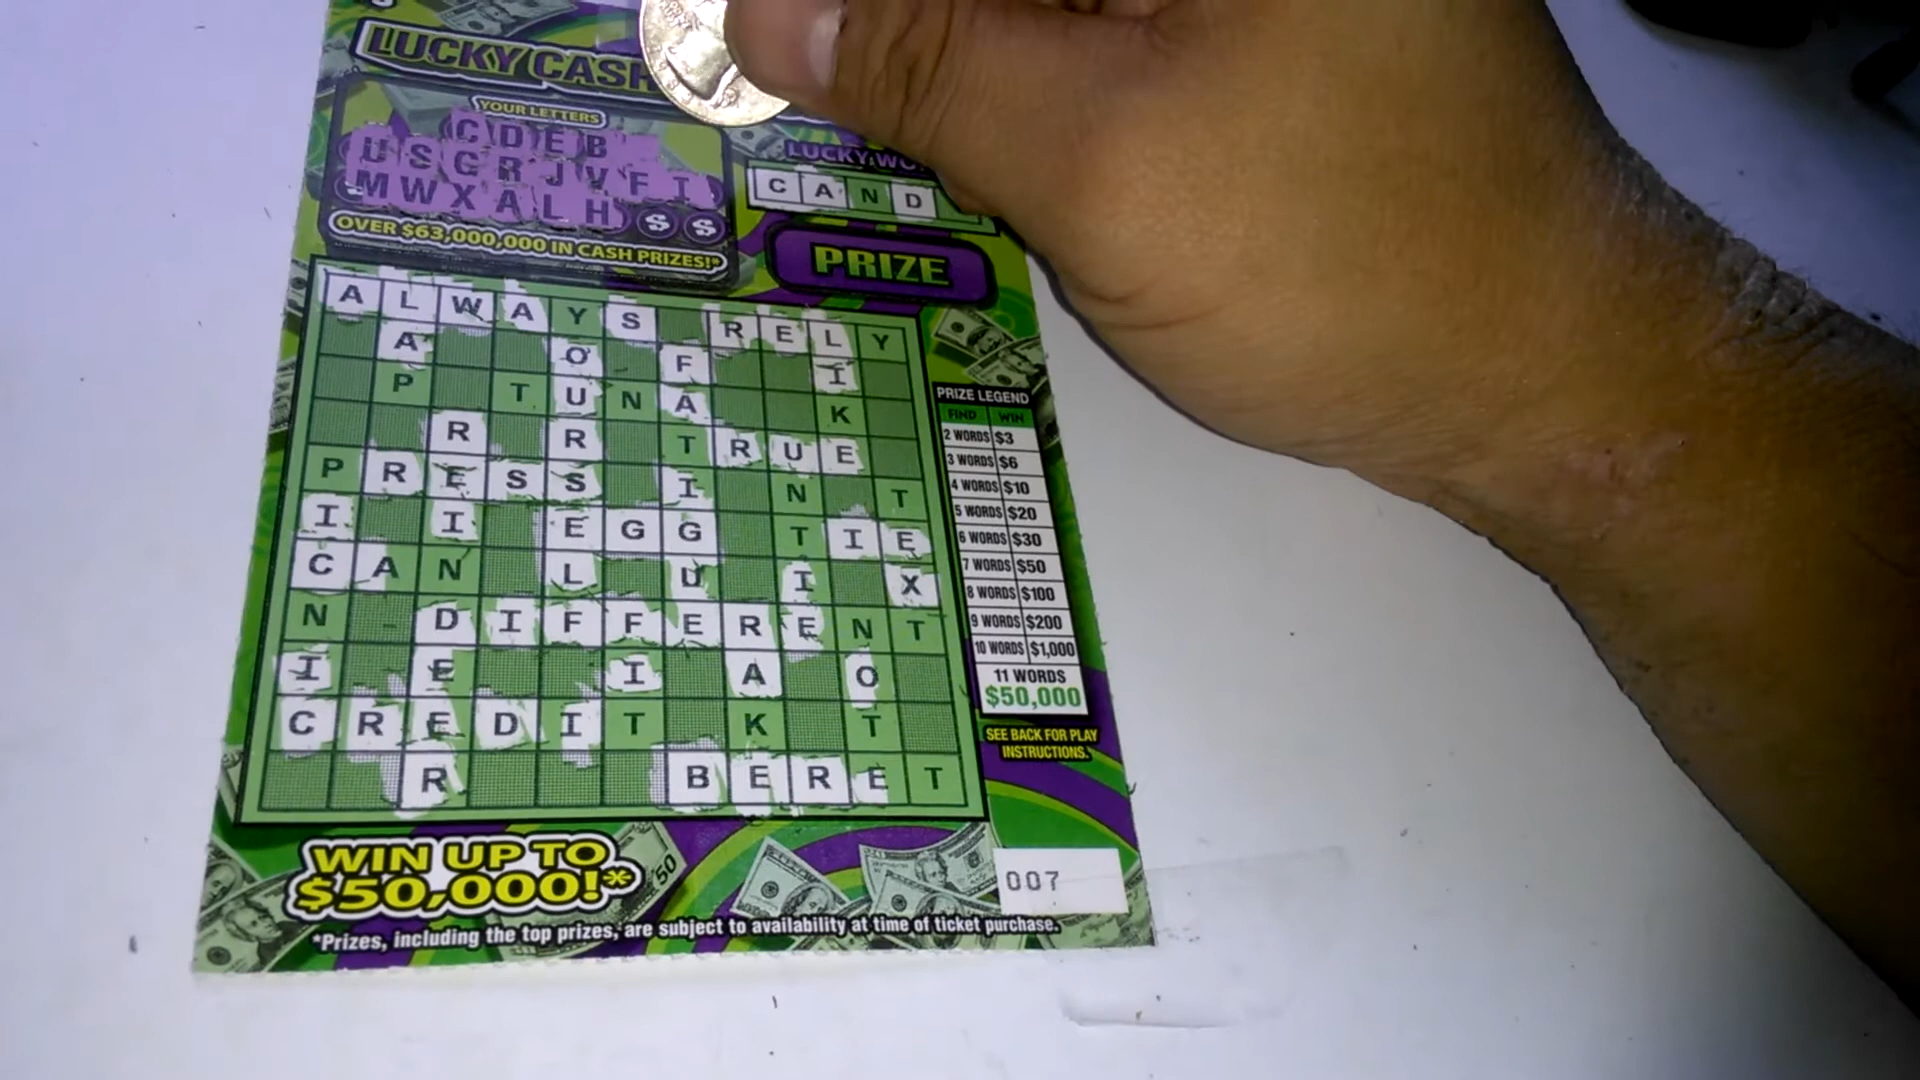 LUCKY CASH
YOUR LETTERS
C D E B
U S G R J V F I
M W X A L H $ $
OVER $63,000,000 IN CASH PRIZES!*
LUCKY
C A N D
PRIZE
A L W A Y S R E L Y
A O F I
P T U N A K
R R T R U E
P R E S S S I N T
I I E G G T I E
C A N L U I X
N D I F F E R E N T
I E I A O
C R E D I T K T
R B E R E T
PRIZE LEGEND
FIND WIN
2 WORDS $3
3 WORDS $6
4 WORDS $10
5 WORDS $20
6 WORDS $30
7 WORDS $50
8 WORDS $100
9 WORDS $200
10 WORDS $1,000
11 WORDS
$50,000
SEE BACK FOR PLAY
INSTRUCTIONS.
WIN UP TO
$50,000!*
50
007
*Prizes, including the top prizes, are subject to availability at time of ticket purchase.